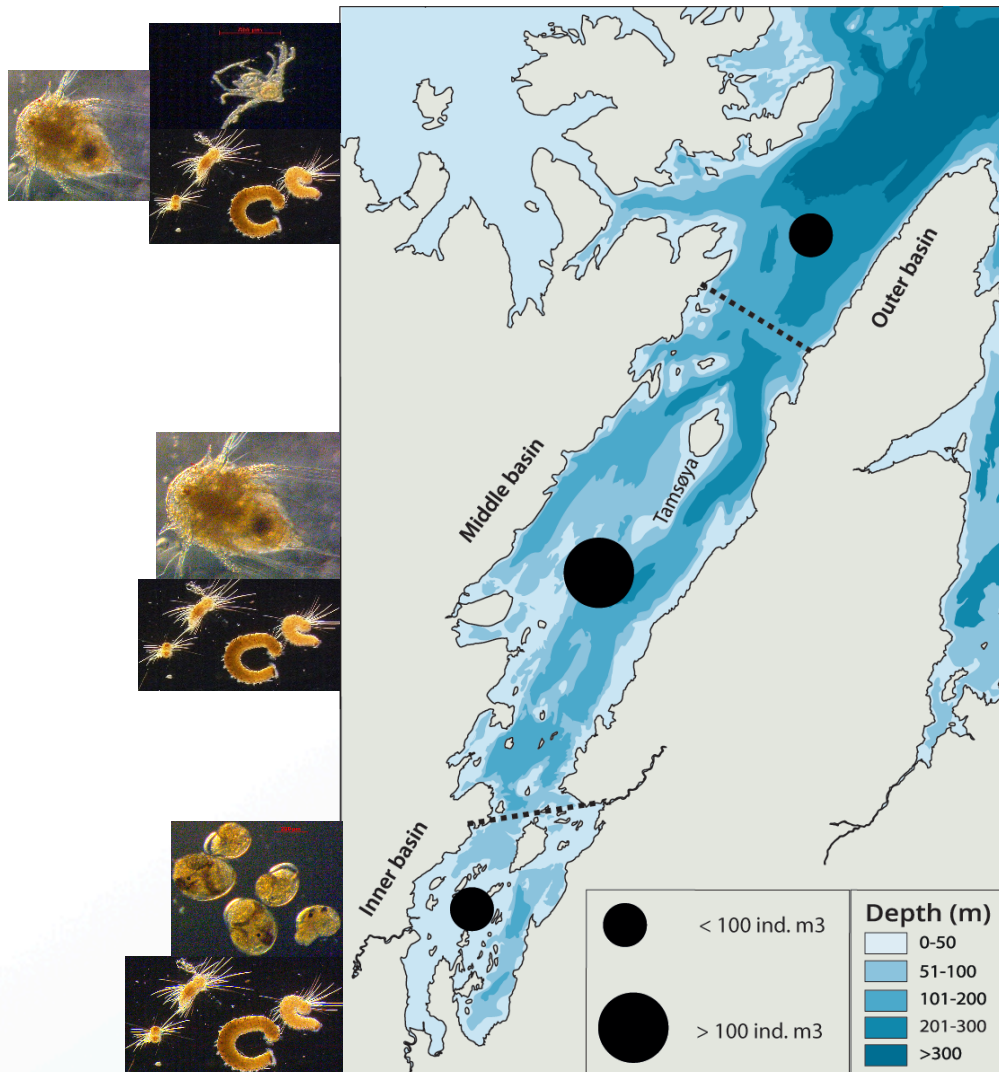 Outer basin
Middle basin
Tamsøya
Inner basin
< 100 ind. m3
> 100 ind. m3
Depth (m)
0-50
51-100
101-200
201-300
>300